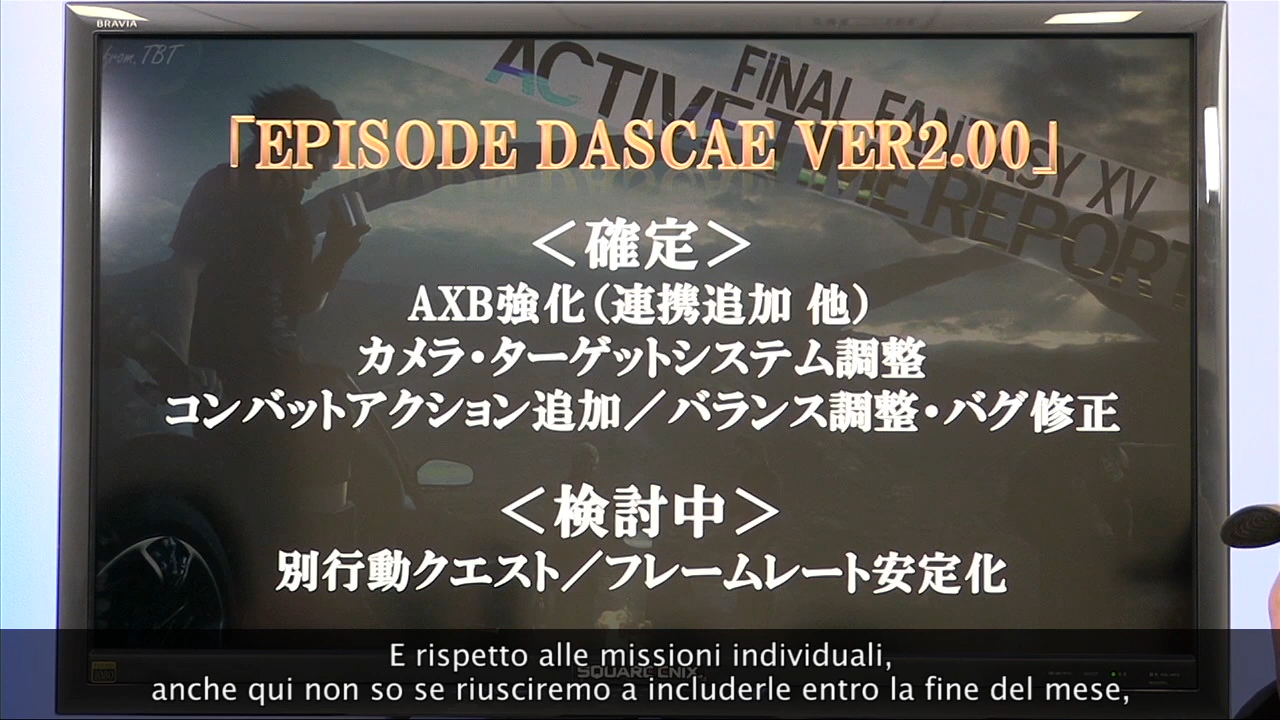 BRAVIA
from. TBT
FINAL FANTASY XV
ACTIVE TIME REPORT
「EPISODE DASCAE VER2.00」
＜確定＞
AXB強化（連携追加 他）
カメラ・ターゲットシステム調整
コンバットアクション追加／バランス調整・バグ修正
＜検討中＞
別行動クエスト／フレームレート安定化
SQUARE ENIX
E rispetto alle missioni individuali,
anche qui non so se riusciremo a includerle entro la fine del mese,